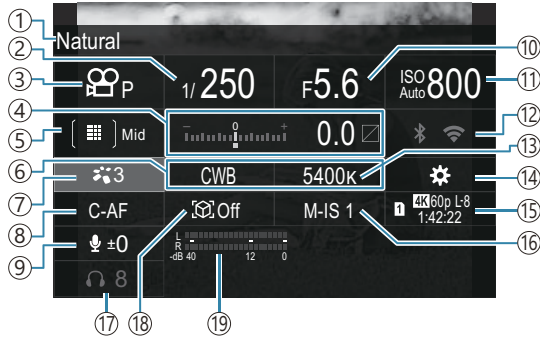 ①
Natural
② ⑩
③ P 1/250 F5.6 ISO Auto 800 ⑪
④ − 0 + 0.0 ⑫
⑤ Mid
⑥ CWB 5400K ⑬
⑦ 3 ⑭
⑧ C-AF Off M-IS 1 1 4K 60p L-8 ⑮
1:42:22
⑨ ±0 L
R
-dB 40 12 0 ⑯
8
⑰ ⑱ ⑲